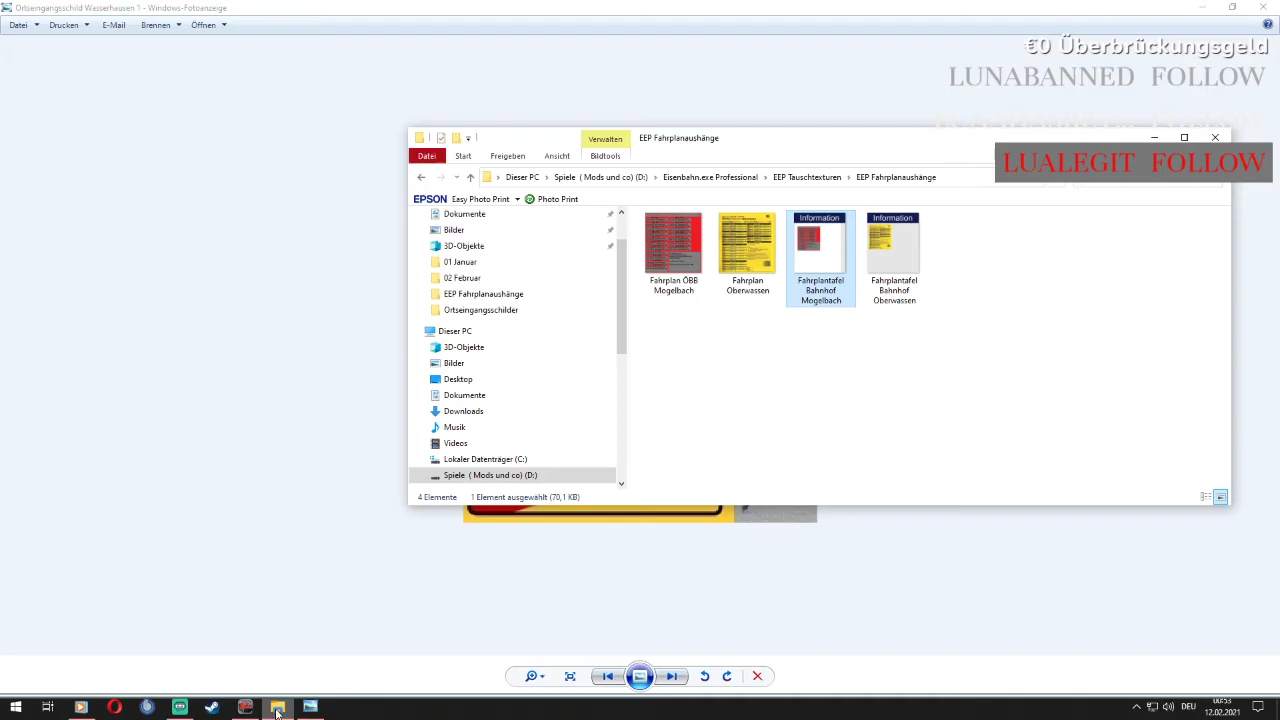 Ortseingangsschild Wasserhausen 1 - Windows-Fotoanzeige
Datei Drucken E-Mail Brennen Öffnen
€0 Überbrückungsgeld
LUNABANNED FOLLOW
Verwalten EEP Fahrplanaushänge
Datei Start Freigeben Ansicht Bildtools
LUALEGIT FOLLOW
Dieser PC Spiele ( Mods und co) (D:) Eisenbahn.exe Professional EEP Tauschtexturen EEP Fahrplanaushänge
EPSON Easy Photo Print Photo Print
Dokumente
Bilder
3D-Objekte
01 Januar
02 Februar
EEP Fahrplanaushänge
Ortseingangsschilder
Dieser PC
3D-Objekte
Bilder
Desktop
Dokumente
Downloads
Musik
Videos
Lokaler Datenträger (C:)
Spiele ( Mods und co) (D:)
Information
Information
Fahrplan ÖBB Mogelbach
Fahrplan Oberwassen
Fahrplantafel Bahnhof Mogelbach
Fahrplantafel Bahnhof Oberwassen
4 Elemente 1 Element ausgewählt (70,1 KB)
DEU
00:53
12.02.2021